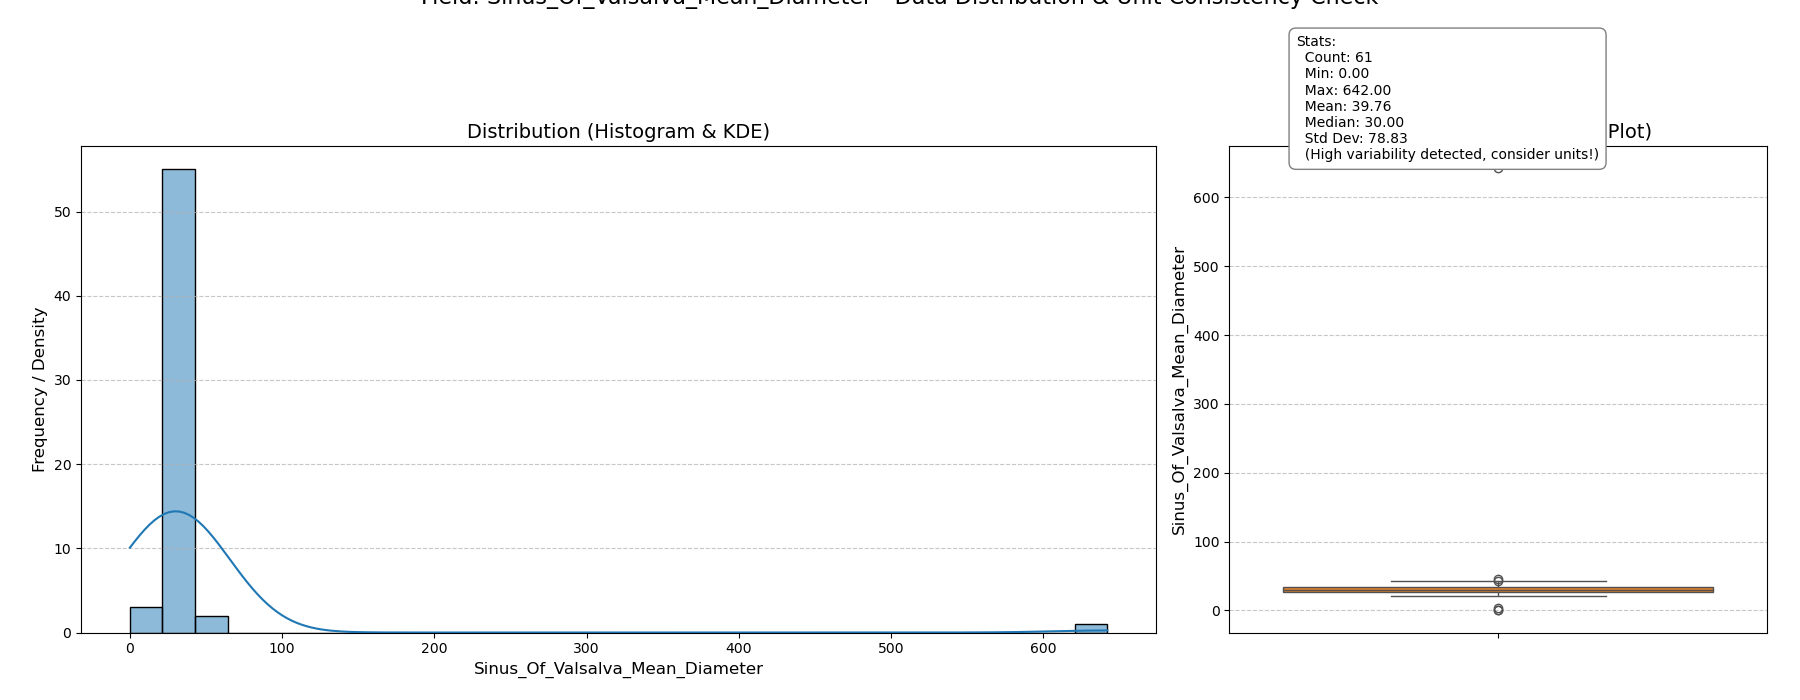 Field: Sinus_Of_Valsalva_Mean_Diameter - Data Distribution & Unit Consistency Check
Stats:
Count: 61
Min: 0.00
Max: 642.00
Mean: 39.76
Median: 30.00
Std Dev: 78.83
(High variability detected, consider units!)
Distribution (Histogram & KDE)
Plot)
Frequency / Density
50
40
30
20
10
0
0
100
200
300
400
500
600
Sinus_Of_Valsalva_Mean_Diameter
Sinus_Of_Valsalva_Mean_Diameter
600
500
400
300
200
100
0